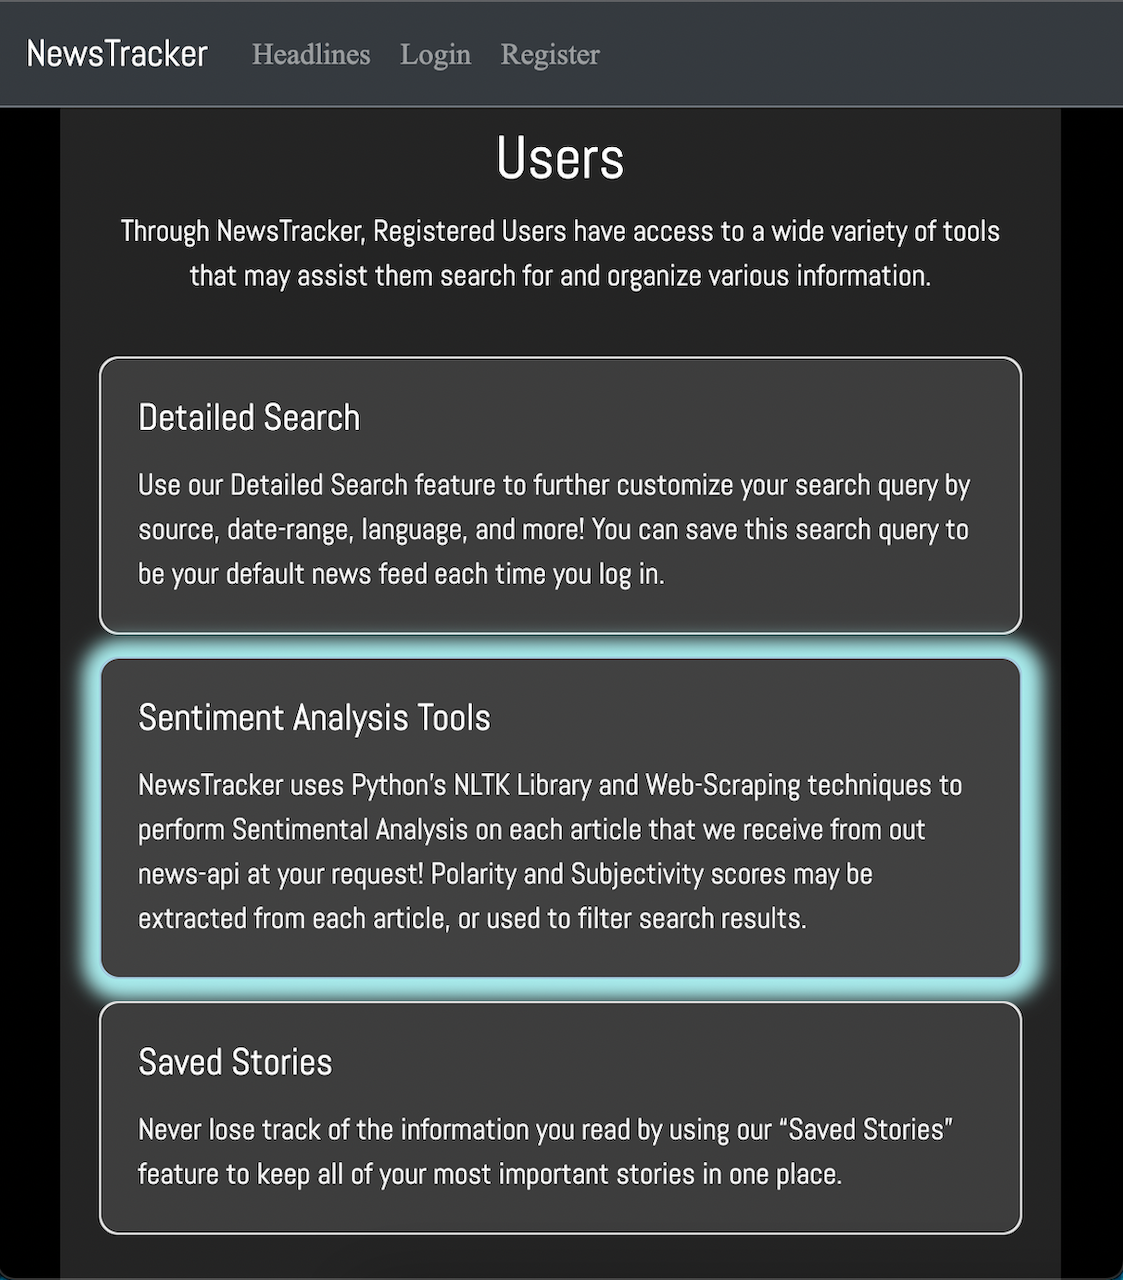 NewsTracker Headlines Login Register
Users
Through NewsTracker, Registered Users have access to a wide variety of tools
that may assist them search for and organize various information.
Detailed Search
Use our Detailed Search feature to further customize your search query by
source, date-range, language, and more! You can save this search query to
be your default news feed each time you log in.
Sentiment Analysis Tools
NewsTracker uses Python's NLTK Library and Web-Scraping techniques to
perform Sentimental Analysis on each article that we receive from out
news-api at your request! Polarity and Subjectivity scores may be
extracted from each article, or used to filter search results.
Saved Stories
Never lose track of the information you read by using our “Saved Stories”
feature to keep all of your most important stories in one place.